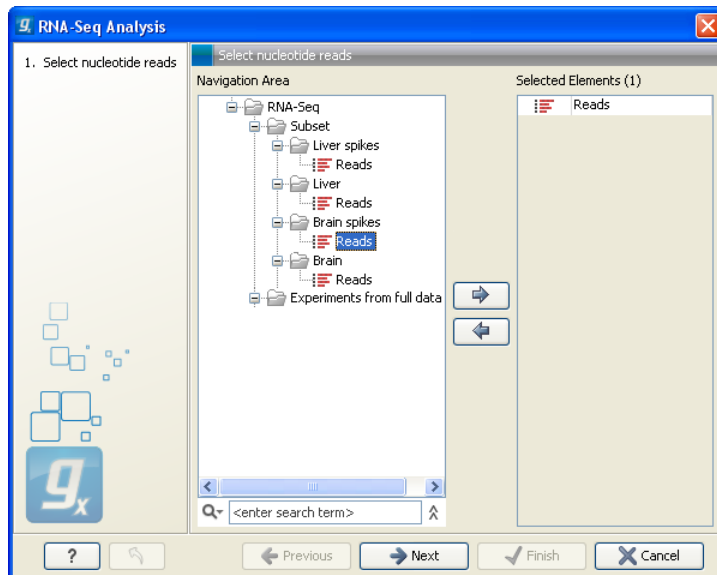 RNA-Seq Analysis
1. Select nucleotide reads
Select nucleotide reads
Navigation Area
RNA-Seq
Subset
Liver spikes
Reads
Liver
Reads
Brain spikes
Reads
Brain
Reads
Experiments from full data
<enter search term>
Selected Elements (1)
Reads
gx
?
Previous
Next
Finish
Cancel